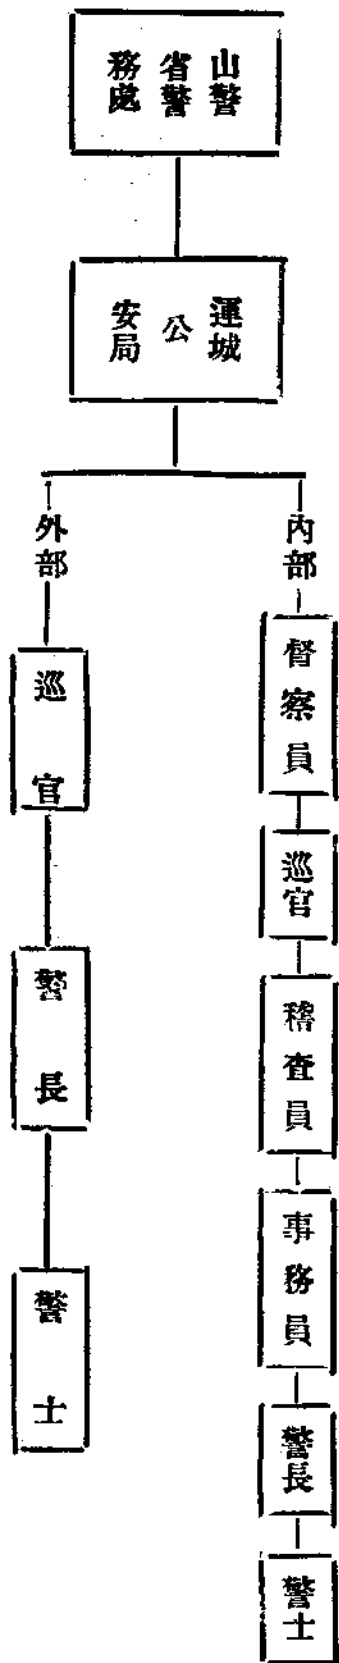 山警
省警
務處
運城
公
安局
內部
督察員
巡官
稽查員
事務員
警長
警士
外部
巡官
警長
警士